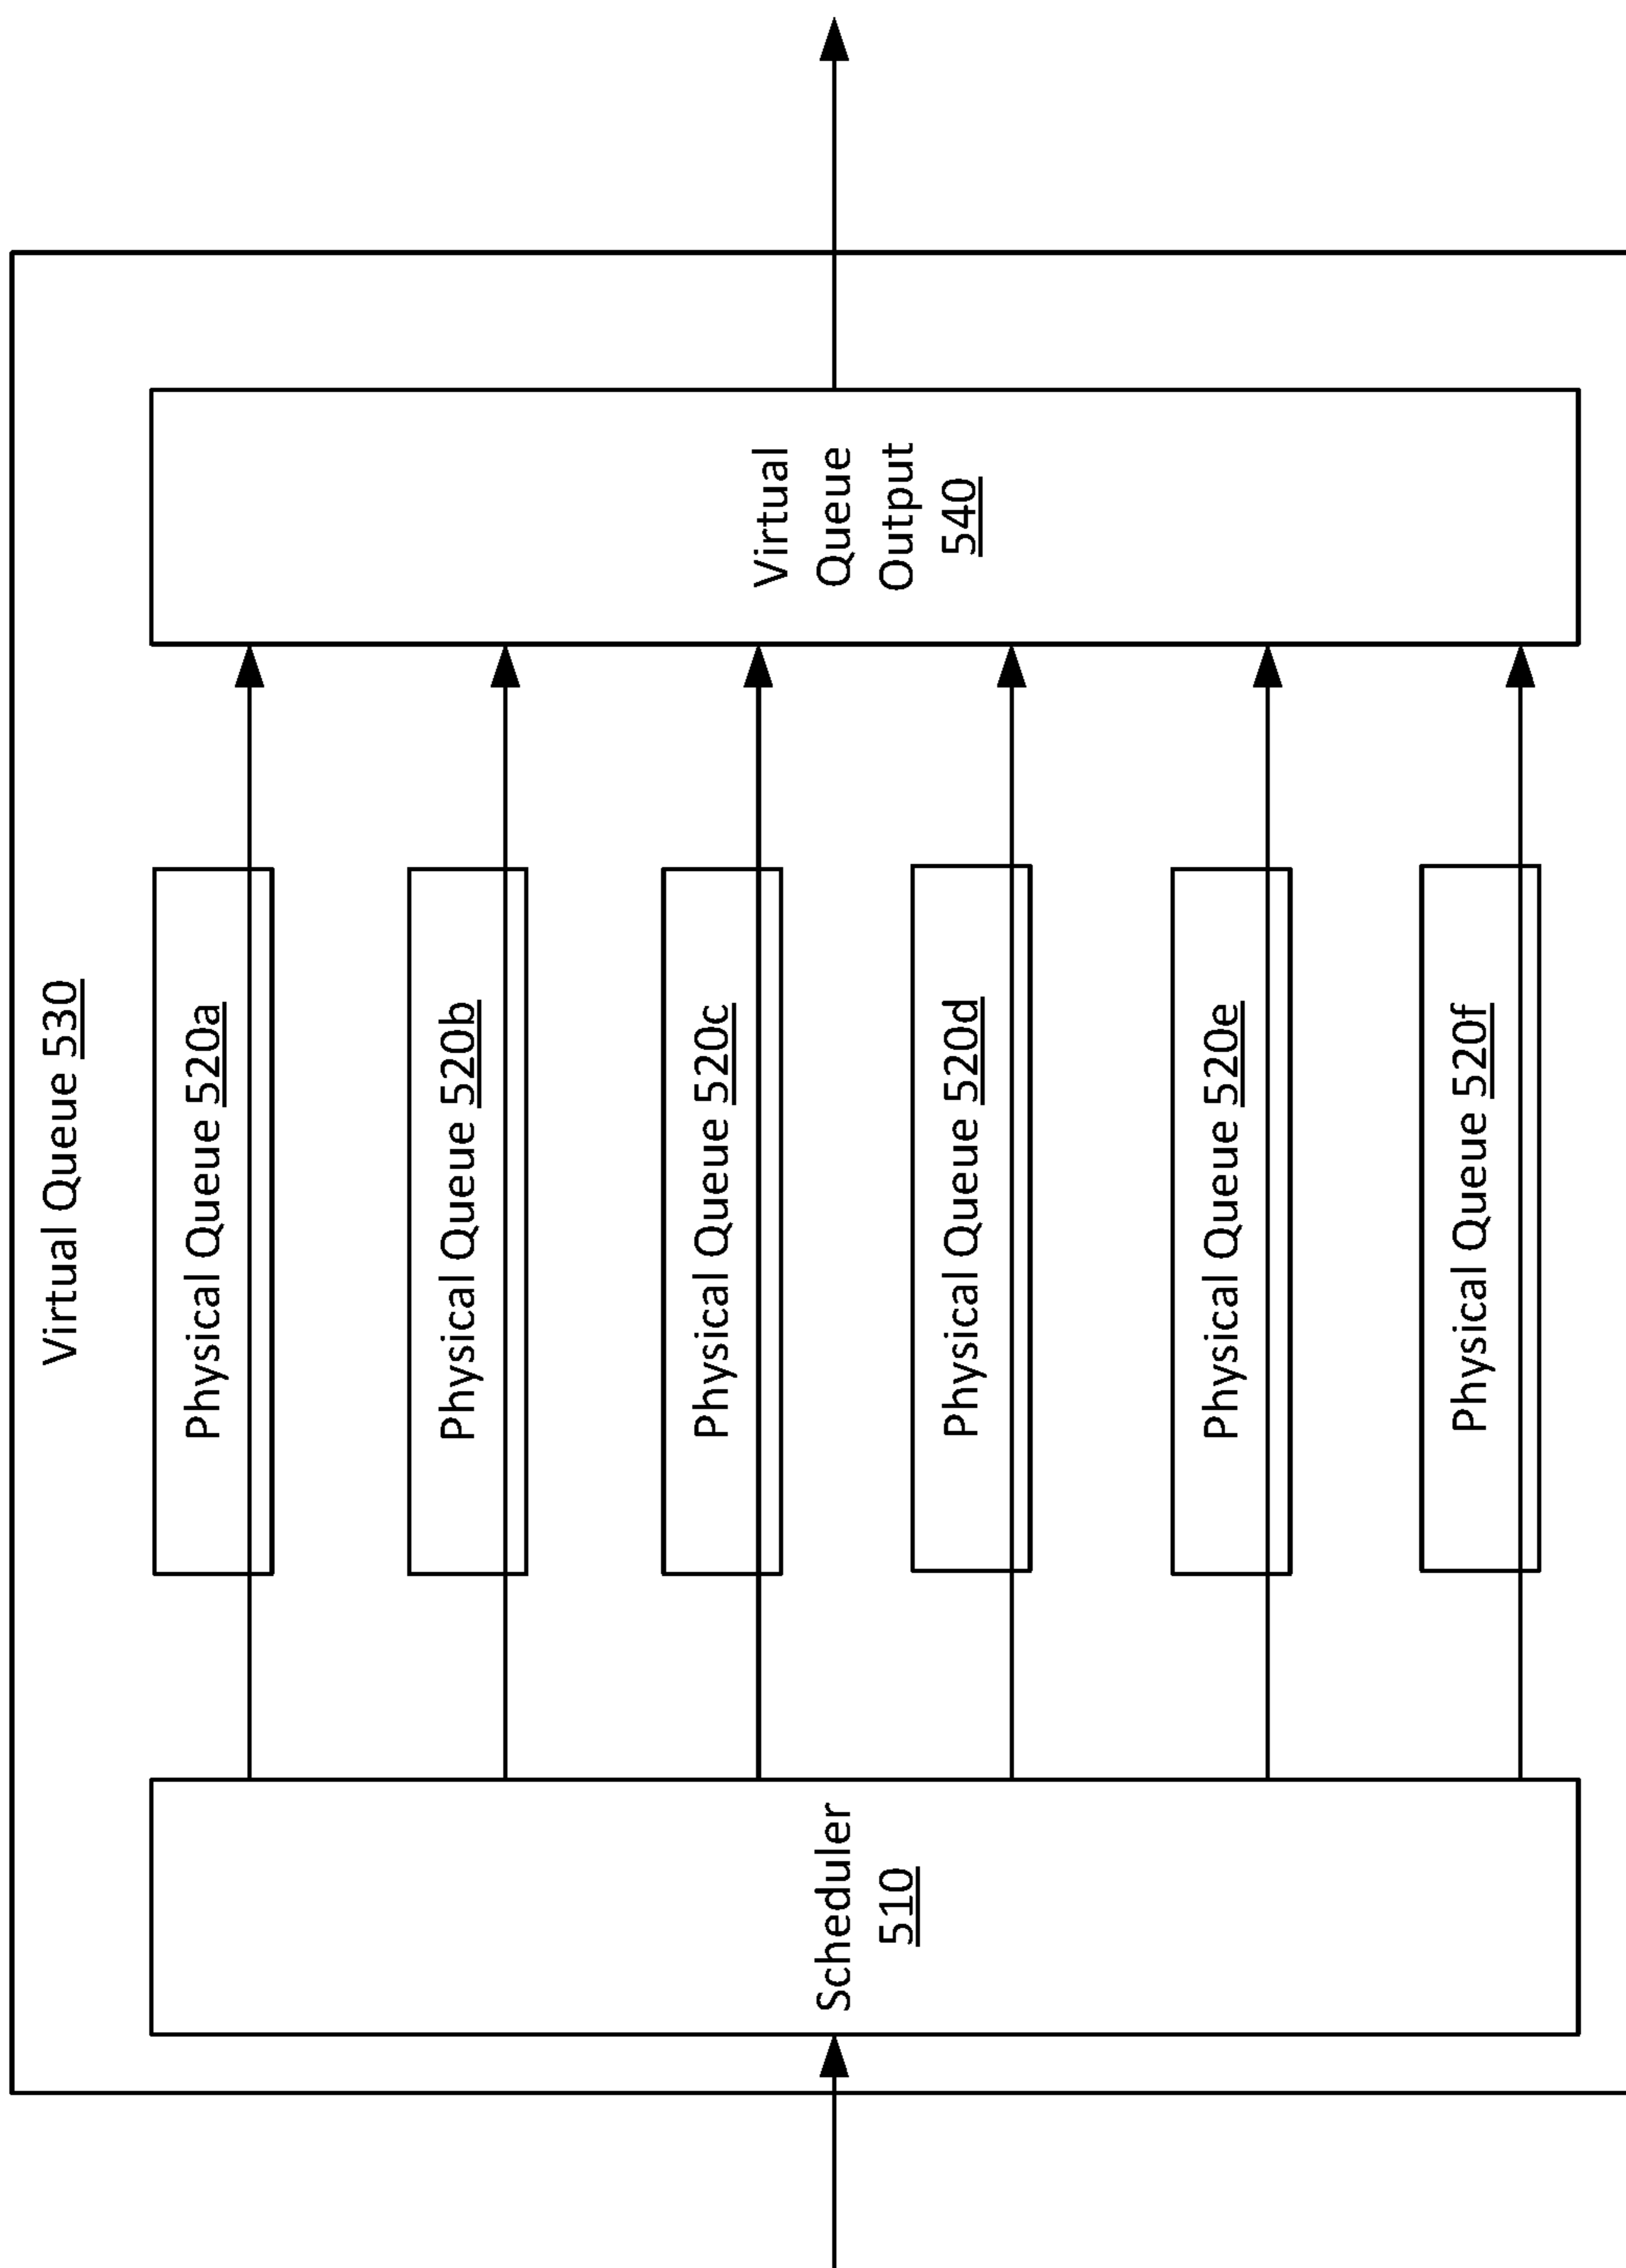 Virtual Queue 530
Physical Queue 520a
Physical Queue 520b
Physical Queue 520c
Physical Queue 520d
Physical Queue 520e
Physical Queue 520f
Scheduler
510
Virtual
Queue
Output
540